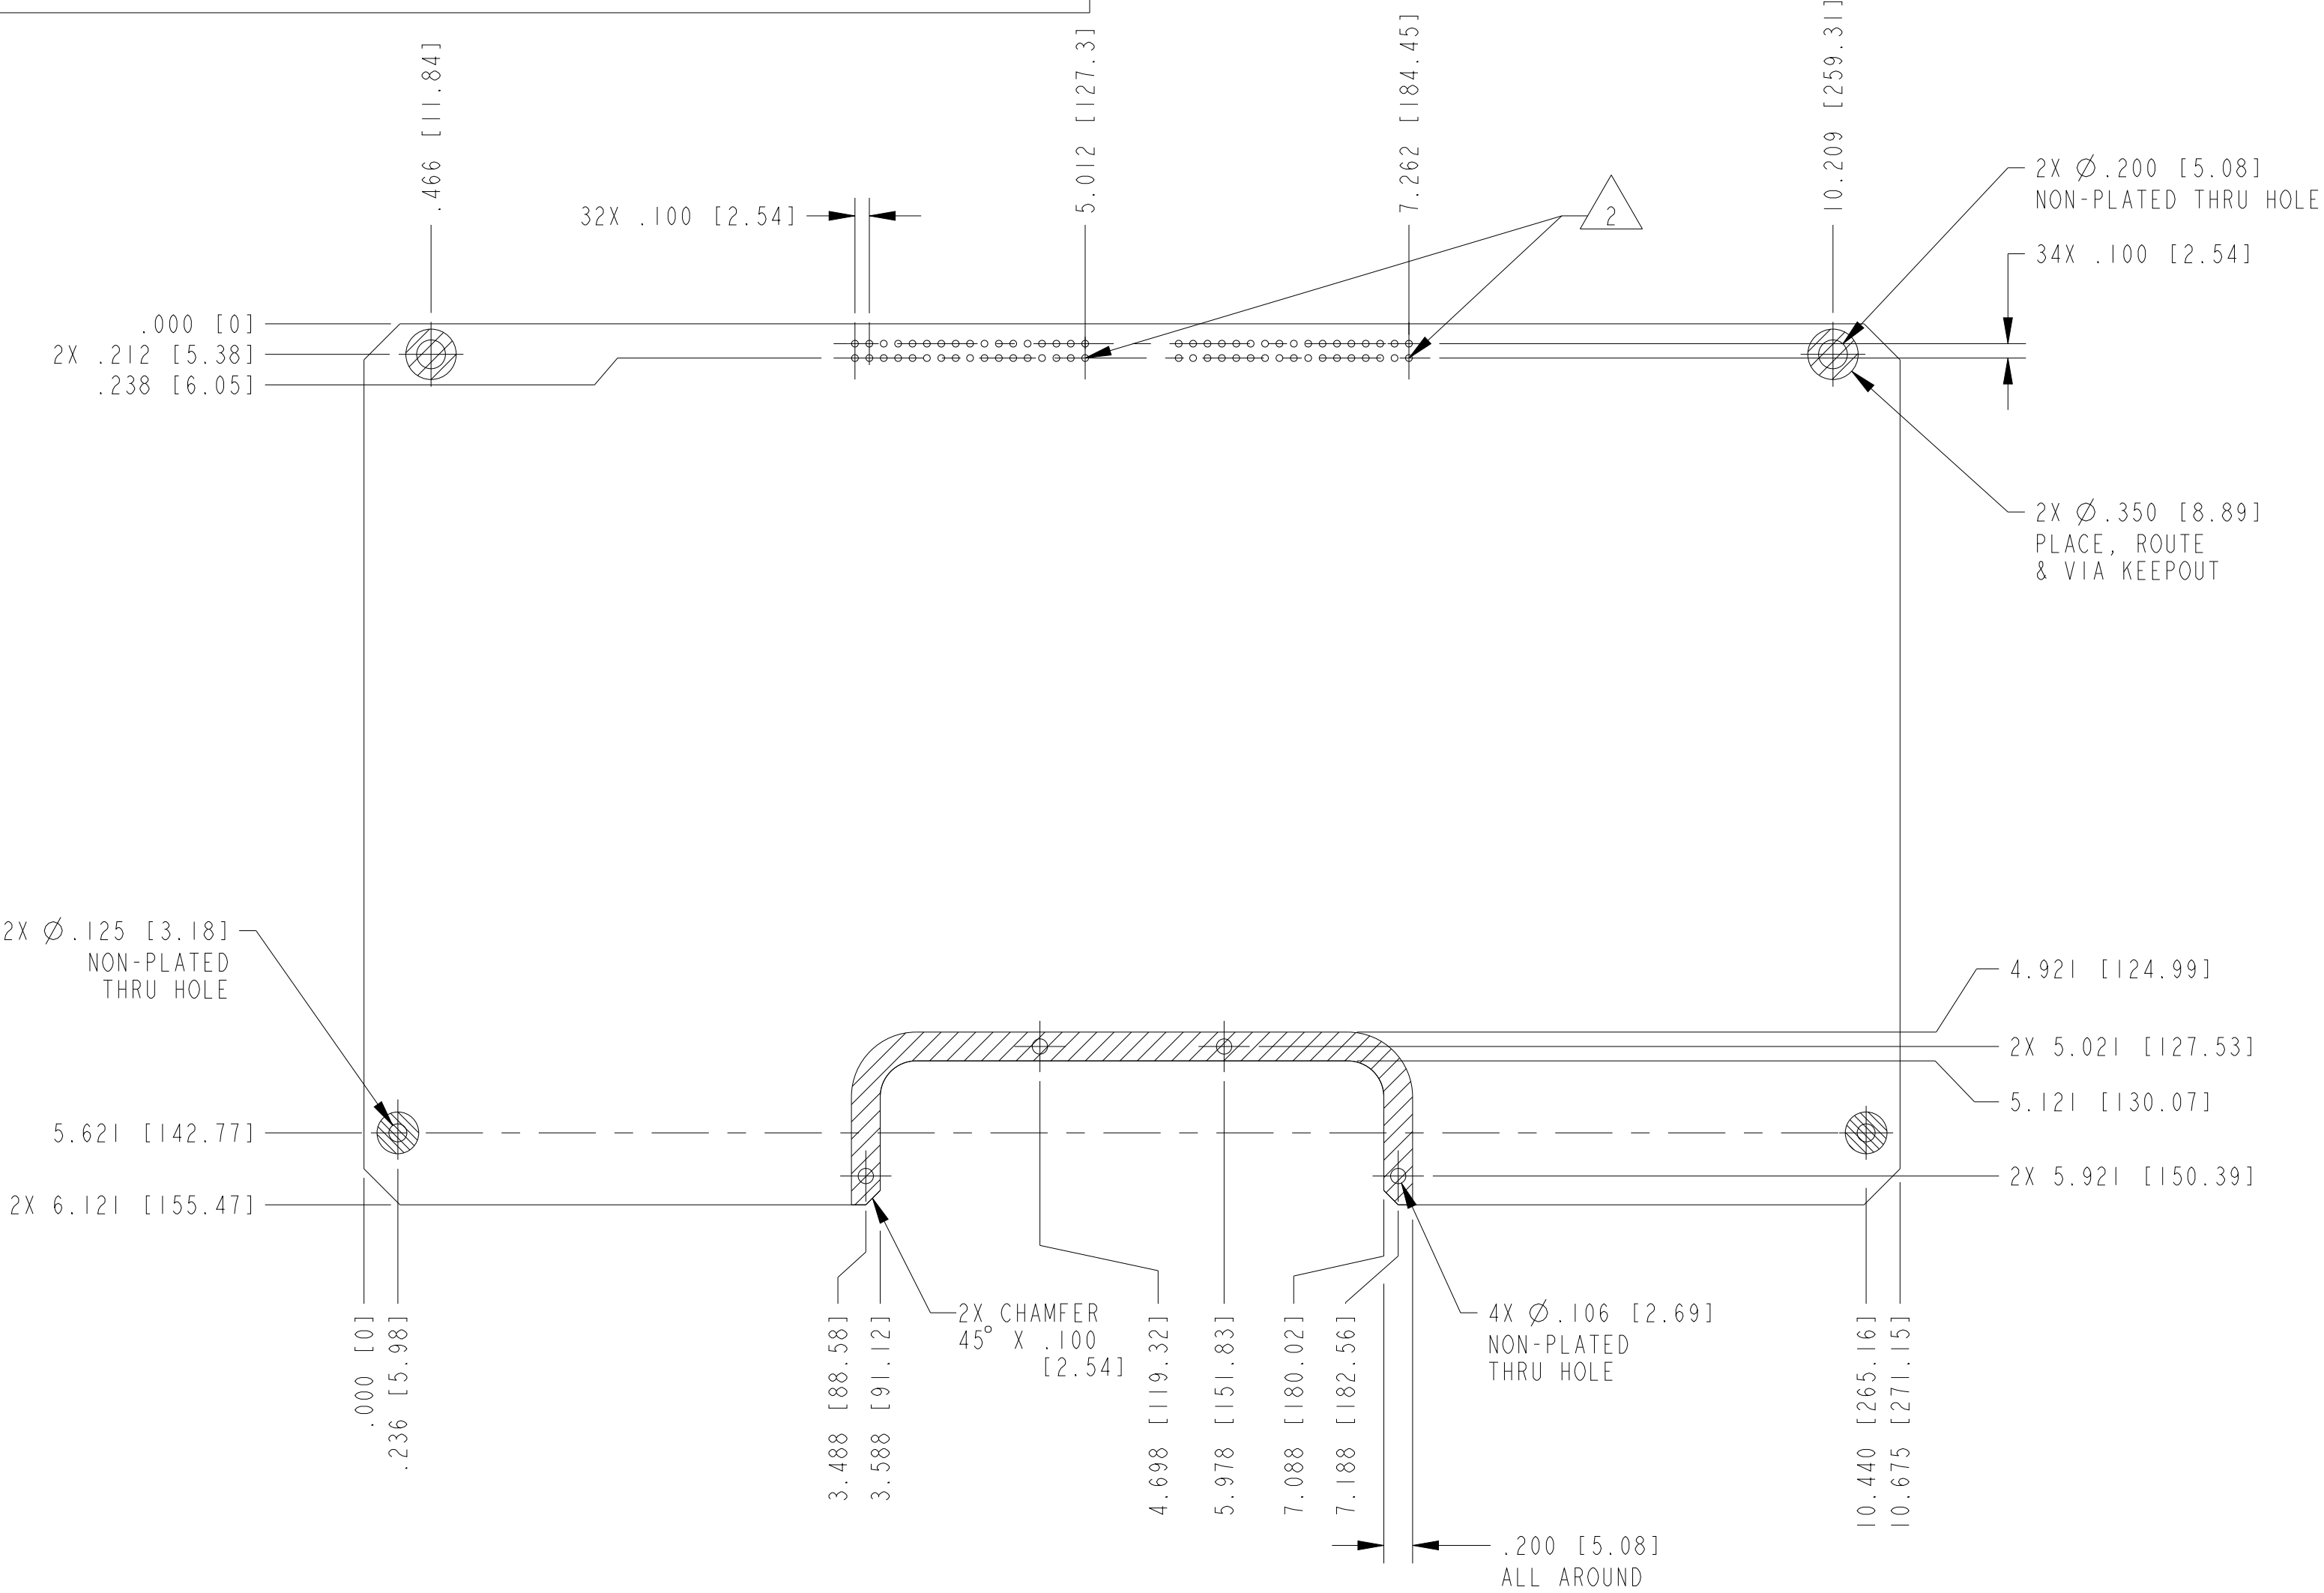 .466 [11.84]
5.012 [127.3]
7.262 [184.45]
10.209 [259.31]
32X .100 [2.54]
2
2X Ø.200 [5.08]
NON-PLATED THRU HOLE
34X .100 [2.54]
.000 [0]
2X .212 [5.38]
.238 [6.05]
2X Ø.350 [8.89]
PLACE, ROUTE
& VIA KEEPOUT
2X Ø.125 [3.18]
NON-PLATED
THRU HOLE
4.921 [124.99]
2X 5.021 [127.53]
5.121 [130.07]
5.621 [142.77]
2X 5.921 [150.39]
2X 6.121 [155.47]
.000 [0]
.236 [5.98]
3.488 [88.58]
3.588 [91.12]
2X CHAMFER
45° X .100
[2.54]
4.698 [119.32]
5.978 [151.83]
7.088 [180.02]
7.188 [182.56]
4X Ø.106 [2.69]
NON-PLATED
THRU HOLE
10.440 [265.16]
10.675 [271.15]
.200 [5.08]
ALL AROUND